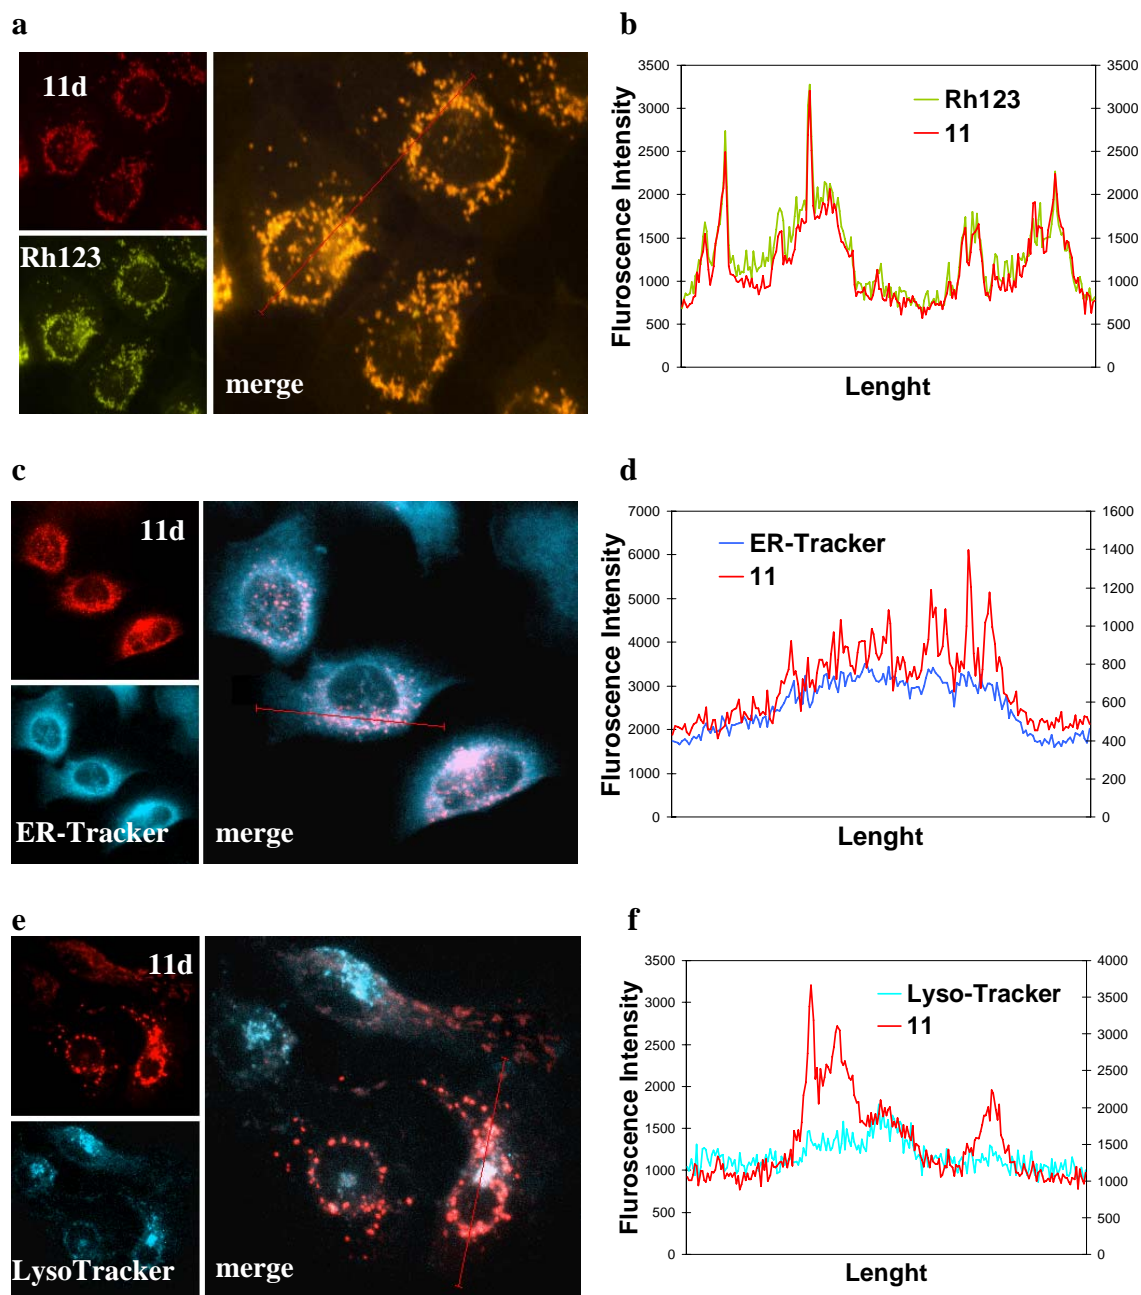 a
11d
Rh123
merge
b
3500
3000
2500
2000
1500
1000
500
0
3500
3000
2500
2000
1500
1000
500
0
Fluroscence Intensity
Rh123
11
Lenght
c
11d
ER-Tracker
merge
d
7000
6000
5000
4000
3000
2000
1000
0
1600
1400
1200
1000
800
600
400
200
0
Fluroscence Intensity
ER-Tracker
11
Lenght
e
11d
LysoTracker
merge
f
3500
3000
2500
2000
1500
1000
500
0
4000
3500
3000
2500
2000
1500
1000
500
0
Fluroscence Intensity
Lyso-Tracker
11
Lenght